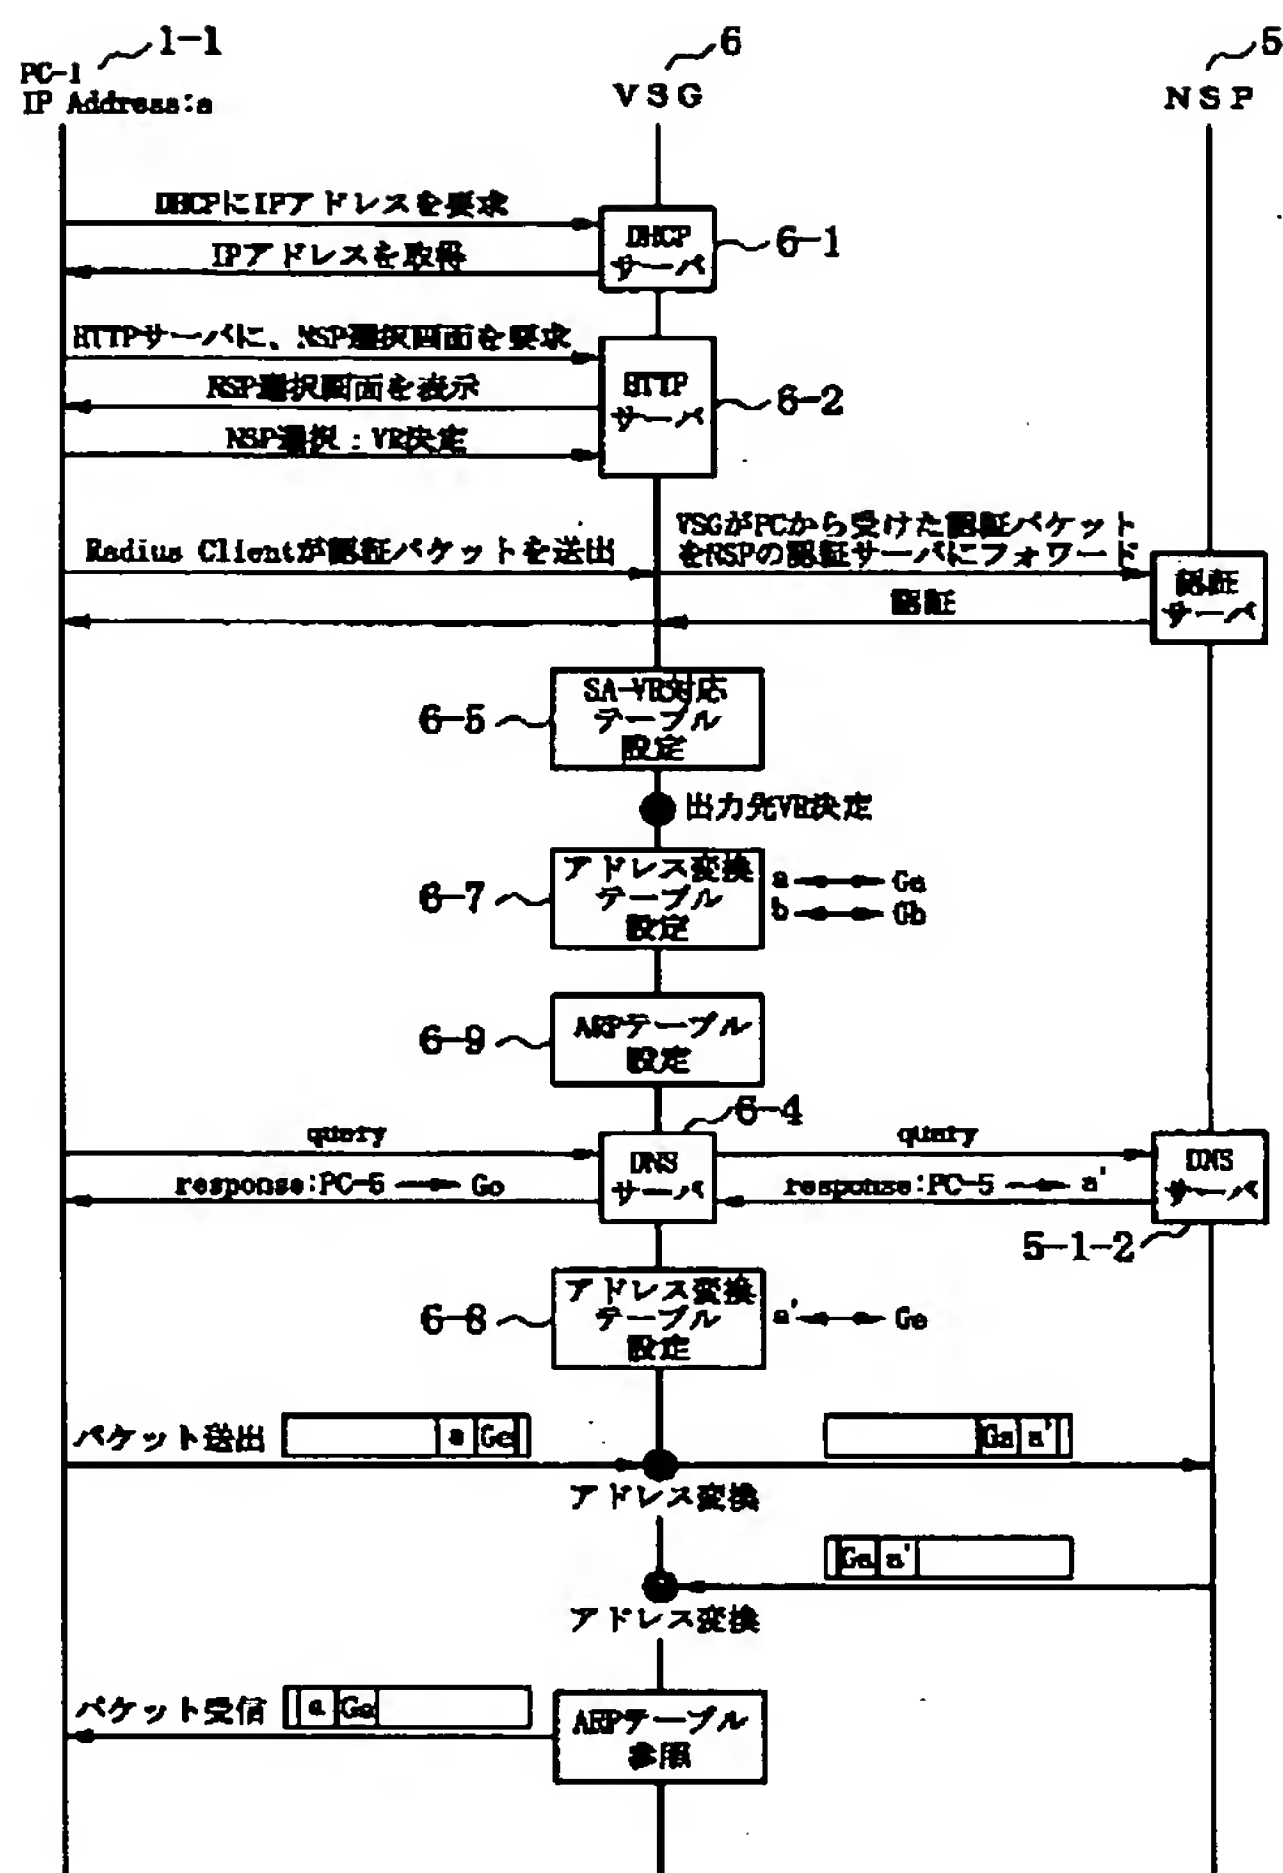 1-1
6
5
PC-1
IP Address:a
VSG
NSP
DHCPにIPアドレスを要求
DHCP
サーバ
6-1
IPアドレスを取得
HTTPサーバに、NSP選択画面を要求
NSP選択画面を表示
HTTP
サーバ
6-2
NSP選択:VR決定
Radius Clientが認証パケットを送出
VSGがPCから受けた認証パケット
をNSPの認証サーバにフォワード
認証
認証
サーバ
SA-VR対応
テーブル
設定
6-5
出力先VR決定
アドレス変換
テーブル
設定
6-7
a Ga
b Gb
ARPテーブル
設定
6-9
6-4
query
DNS
サーバ
query
DNS
サーバ
response:PC-5 Ge
response:PC-5 a'
5-1-2
アドレス変換
テーブル
設定
6-8
a' Ge
パケット送出
a Ge
Ga a'
アドレス変換
Ga a'
アドレス変換
パケット受信
a Ge
ARPテーブル
参照